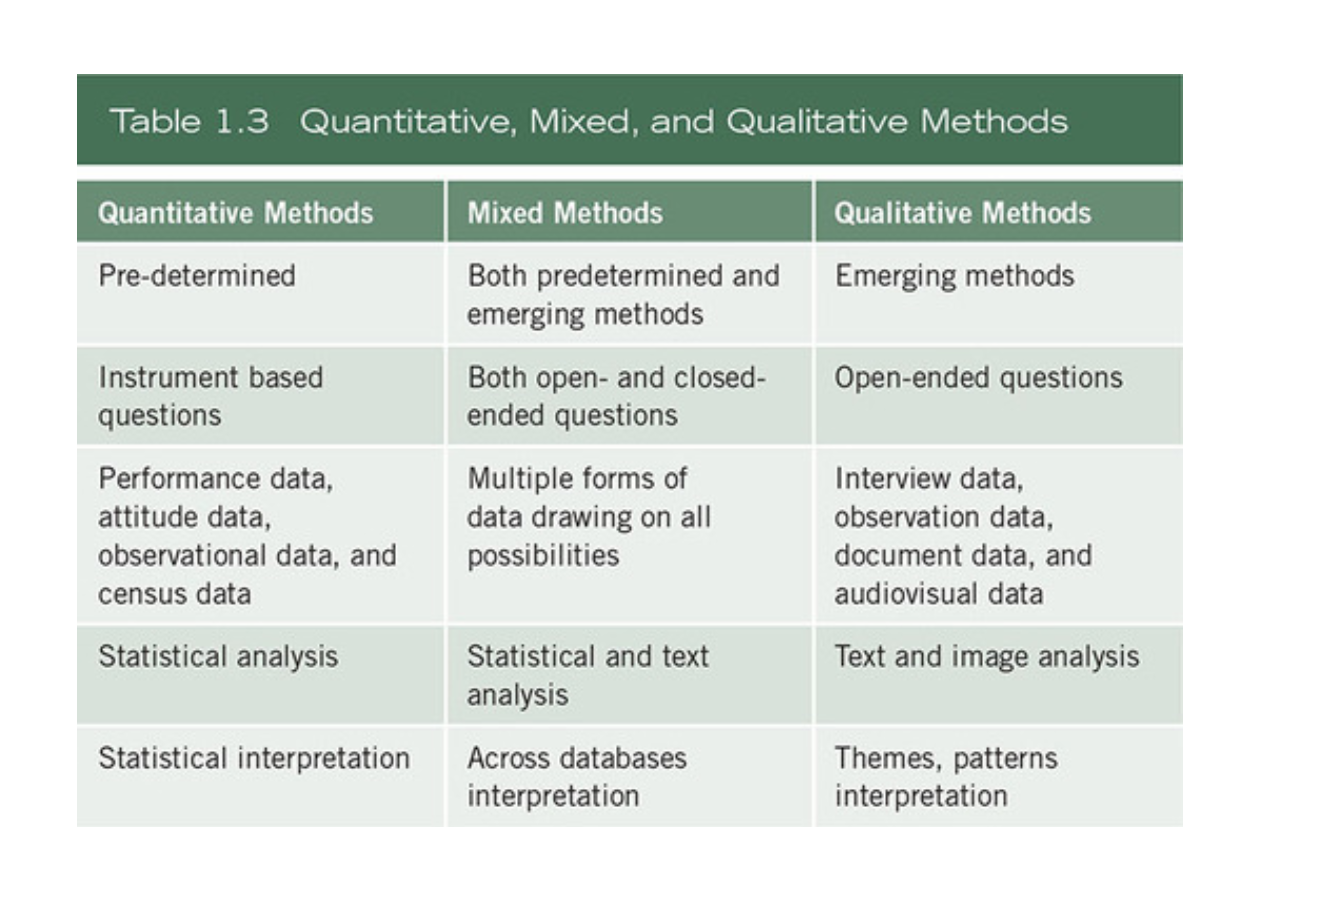 Table 1.3 Quantitative, Mixed, and Qualitative Methods
Quantitative Methods
Mixed Methods
Qualitative Methods
Pre-determined
Both predetermined and
emerging methods
Emerging methods
Instrument based
questions
Both open- and closed-
ended questions
Open-ended questions
Performance data,
attitude data,
observational data, and
census data
Multiple forms of
data drawing on all
possibilities
Interview data,
observation data,
document data, and
audiovisual data
Statistical analysis
Statistical and text
analysis
Text and image analysis
Statistical interpretation
Across databases
interpretation
Themes, patterns
interpretation